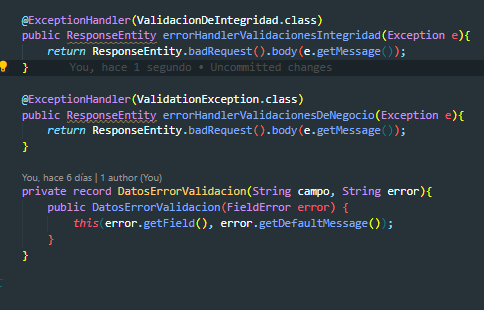 @ExceptionHandler(ValidacionDeIntegridad.class)
public ResponseEntity errorHandlerValidacionesIntegridad(Exception e){
    return ResponseEntity.badRequest().body(e.getMessage());
}       You, hace 1 segundo • Uncommitted changes
@ExceptionHandler(ValidationException.class)
public ResponseEntity errorHandlerValidacionesDeNegocio(Exception e){
    return ResponseEntity.badRequest().body(e.getMessage());
}
You, hace 6 días | 1 author (You)
private record DatosErrorValidacion(String campo, String error){
    public DatosErrorValidacion(FieldError error) {
        this(error.getField(), error.getDefaultMessage());
    }
}